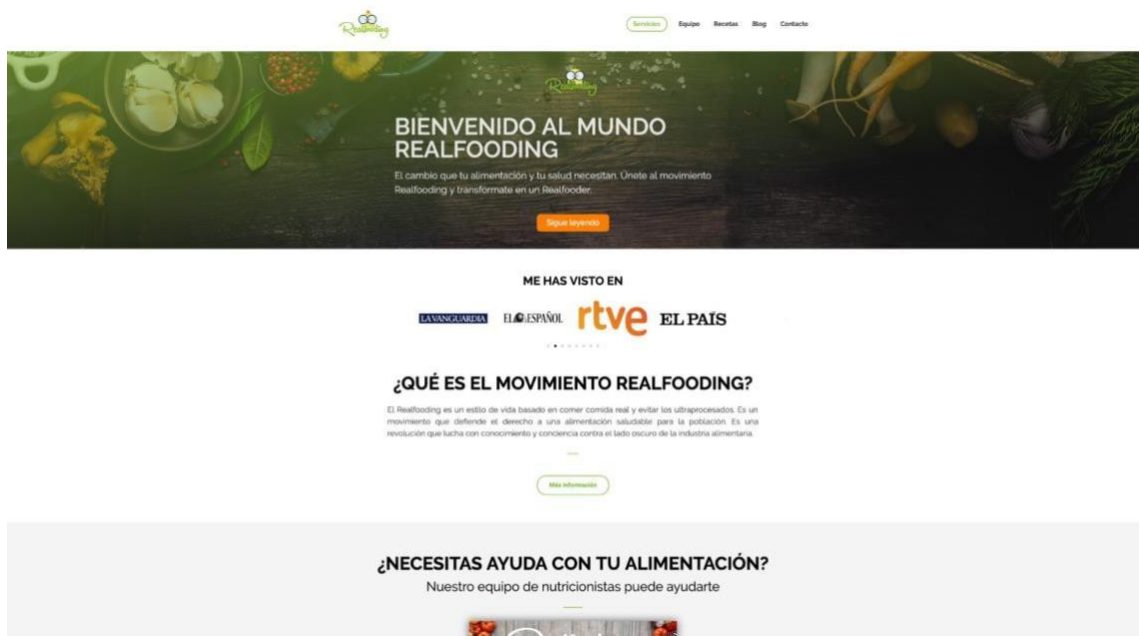 Realfooding
Servicios Equipo Recetas Blog Contacto
Realfooding
BIENVENIDO AL MUNDO
REALFOODING
El cambio que tu alimentación y tu salud necesitan. Únete al movimiento
Realfooding y transfórmate en un Realfooder.
Sigue leyendo
ME HAS VISTO EN
LA VANGUARDIA EL ESPAÑOL rtve EL PAÍS
¿QUÉ ES EL MOVIMIENTO REALFOODING?
El Realfooding es un estilo de vida basado en comer comida real y evitar los ultraprocesados. Es un
movimiento que defiende el derecho a una alimentación saludable para la población. Es una
revolución que lucha con conocimiento y conciencia contra el lado oscuro de la industria alimentaria.
Más información
¿NECESITAS AYUDA CON TU ALIMENTACIÓN?
Nuestro equipo de nutricionistas puede ayudarte